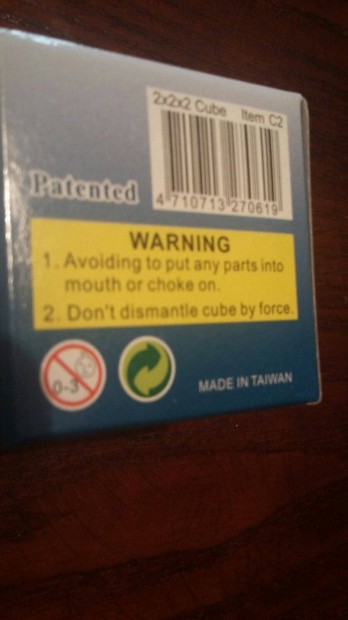 2x2x2 Cube Item C2
4 710713 270619
Patented
WARNING
1. Avoiding to put any parts into
mouth or choke on.
2. Don't dismantle cube by force.
0-3
MADE IN TAIWAN